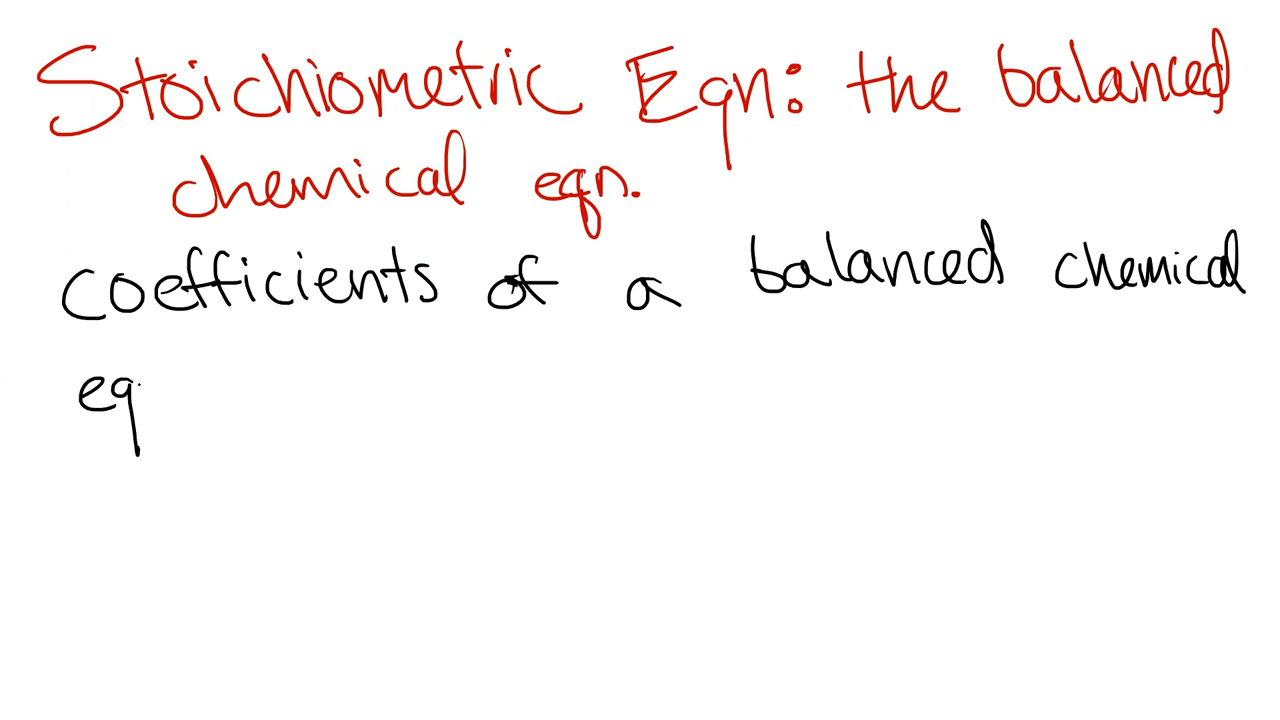 Stoichiometric Eqn: the balanced
chemical eqn.
coefficients of a balanced chemical
eq